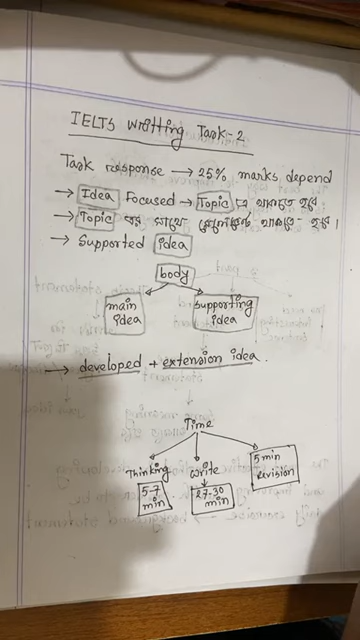 IELTS writting Task-2
Task response → 25% marks depend
→ Idea Focused → Topic এ থাকতে হবে
→ Topic এর সাথে রিলেটেড থাকতে হবে।
→ Supported idea
body
main idea
supporting idea
→ developed + extension idea.
Time
Thinking
5-7 min
write
27-30 min
5 min revision